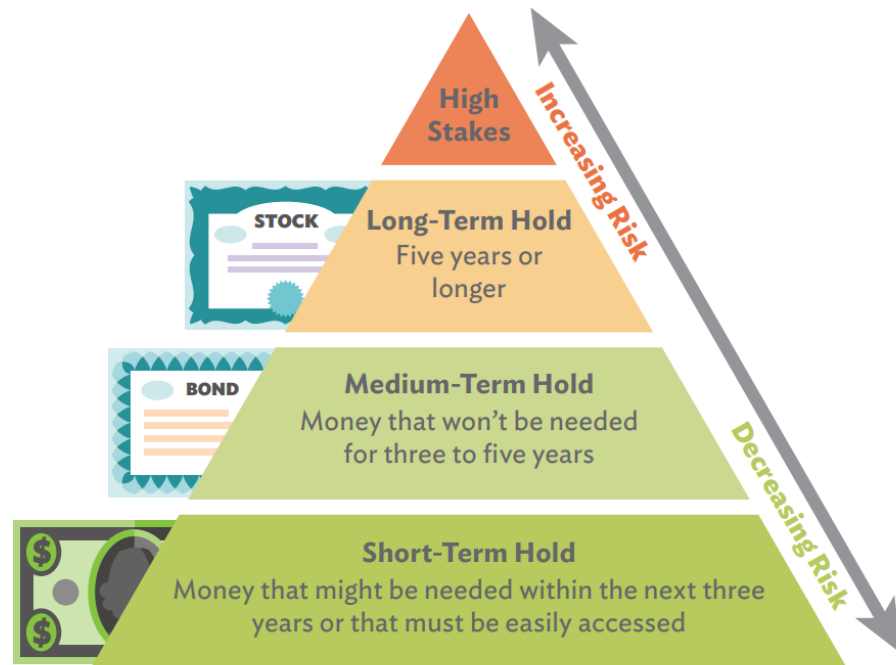 High
Stakes
Increasing Risk
STOCK
Long-Term Hold
Five years or
longer
BOND
Medium-Term Hold
Money that won’t be needed
for three to five years
Decreasing Risk
$
$
Short-Term Hold
Money that might be needed within the next three
years or that must be easily accessed